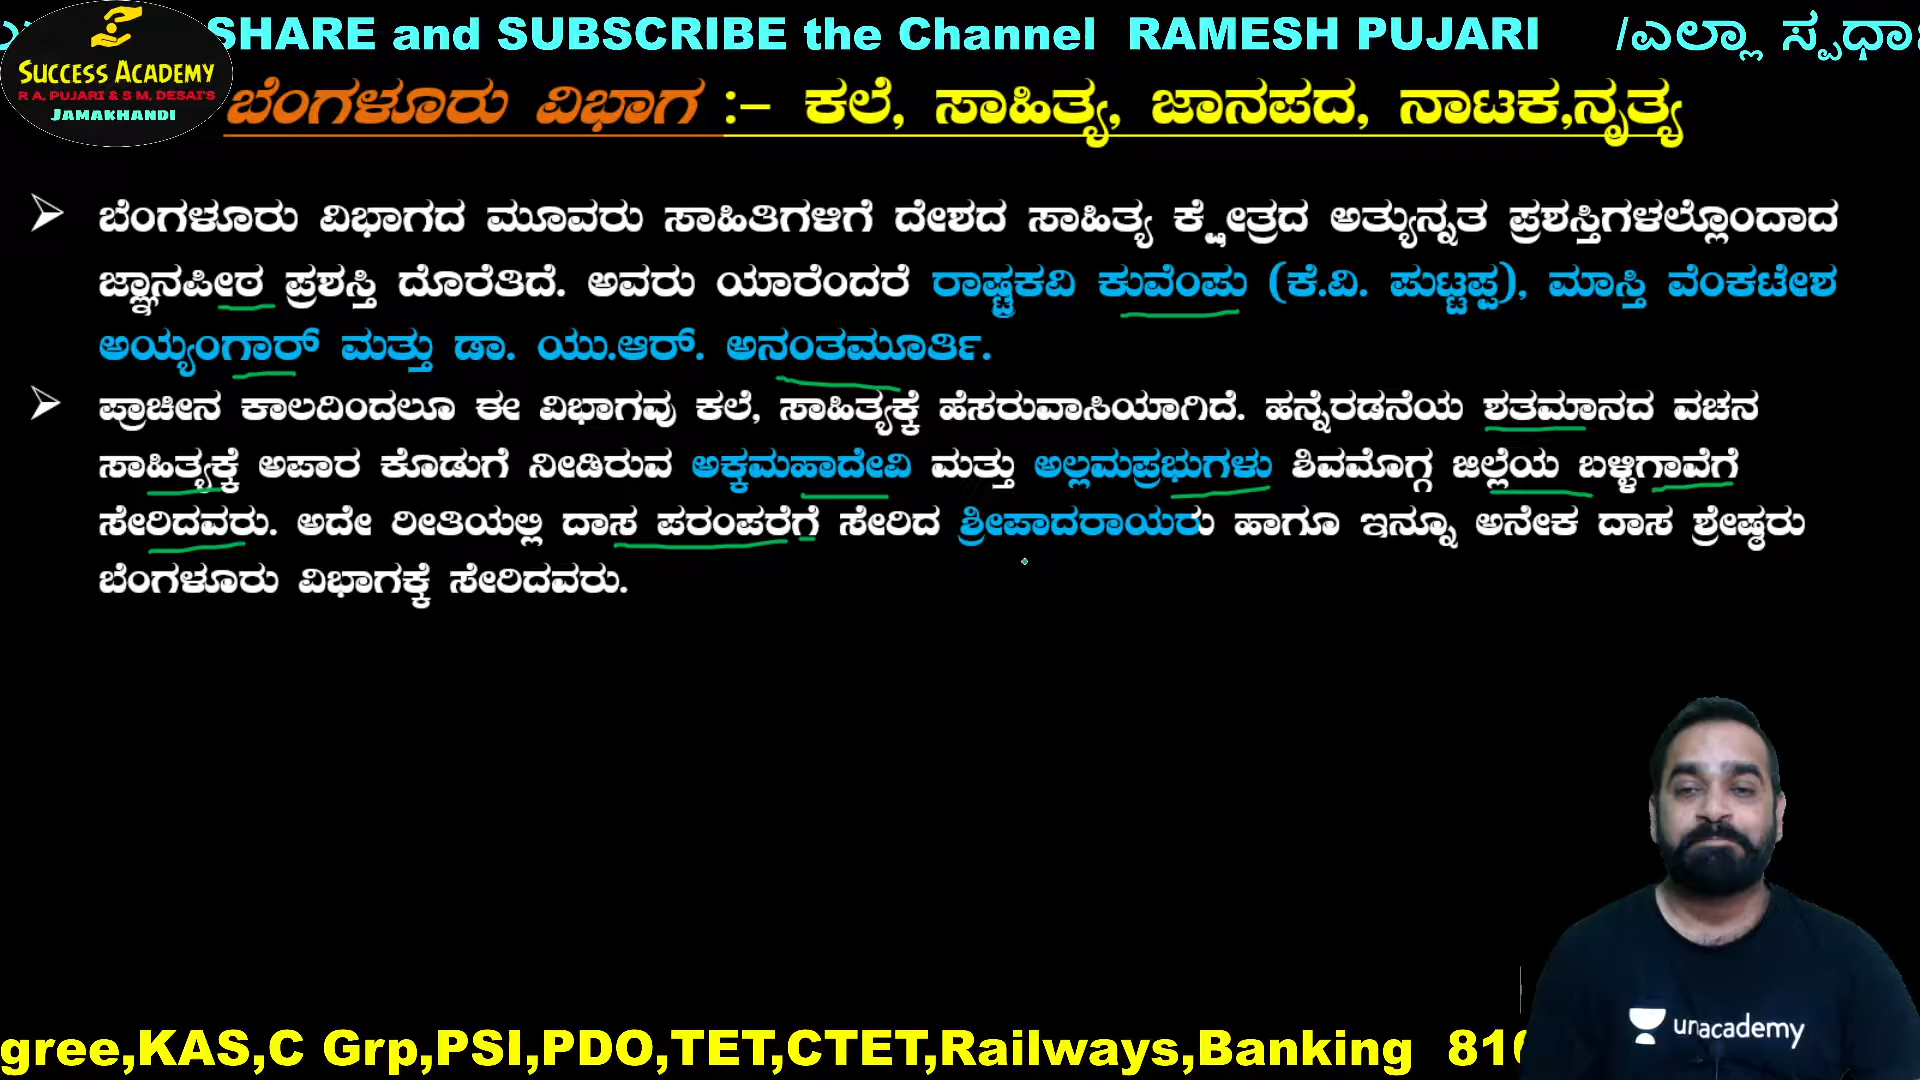 SHARE and SUBSCRIBE the Channel RAMESH PUJARI /ಎಲ್ಲಾ
SUCCESS ACADEMY
R A. PUJARI & S M. DESAI'S
JAMAKHANDI
ಬೆಂಗಳೂರು ವಿಭಾಗ :– ಕಲೆ, ಸಾಹಿತ್ಯ, ಜಾನಪದ, ನಾಟಕ,ನೃತ್ಯ
➢ ಬೆಂಗಳೂರು ವಿಭಾಗದ ಮೂವರು ಸಾಹಿತಿಗಳಿಗೆ ದೇಶದ ಸಾಹಿತ್ಯ ಕ್ಷೇತ್ರದ ಅತ್ಯುನ್ನತ ಪ್ರಶಸ್ತಿಗಳಲ್ಲೊಂದಾದ
ಜ್ಞಾನಪೀಠ ಪ್ರಶಸ್ತಿ ದೊರೆತಿದೆ. ಅವರು ಯಾರೆಂದರೆ ರಾಷ್ಟ್ರಕವಿ ಕುವೆಂಪು (ಕೆ.ವಿ. ಪುಟ್ಟಪ್ಪ), ಮಾಸ್ತಿ ವೆಂಕಟೇಶ
ಅಯ್ಯಂಗಾರ್ ಮತ್ತು ಡಾ. ಯು.ಆರ್. ಅನಂತಮೂರ್ತಿ.
➢ ಪ್ರಾಚೀನ ಕಾಲದಿಂದಲೂ ಈ ವಿಭಾಗವು ಕಲೆ, ಸಾಹಿತ್ಯಕ್ಕೆ ಹೆಸರುವಾಸಿಯಾಗಿದೆ. ಹನ್ನೆರಡನೆಯ ಶತಮಾನದ ವಚನ
ಸಾಹಿತ್ಯಕ್ಕೆ ಅಪಾರ ಕೊಡುಗೆ ನೀಡಿರುವ ಅಕ್ಕಮಹಾದೇವಿ ಮತ್ತು ಅಲ್ಲಮಪ್ರಭುಗಳು ಶಿವಮೊಗ್ಗ ಜಿಲ್ಲೆಯ ಬಳ್ಳಿಗಾವೆಗೆ
ಸೇರಿದವರು. ಅದೇ ರೀತಿಯಲ್ಲಿ ದಾಸ ಪರಂಪರೆಗೆ ಸೇರಿದ ಶ್ರೀಪಾದರಾಯರು ಹಾಗೂ ಇನ್ನೂ ಅನೇಕ ದಾಸ ಶ್ರೇಷ್ಠರು
ಬೆಂಗಳೂರು ವಿಭಾಗಕ್ಕೆ ಸೇರಿದವರು.
unacademy
gree,KAS,C Grp,PSI,PDO,TET,CTET,Railways,Banking 81